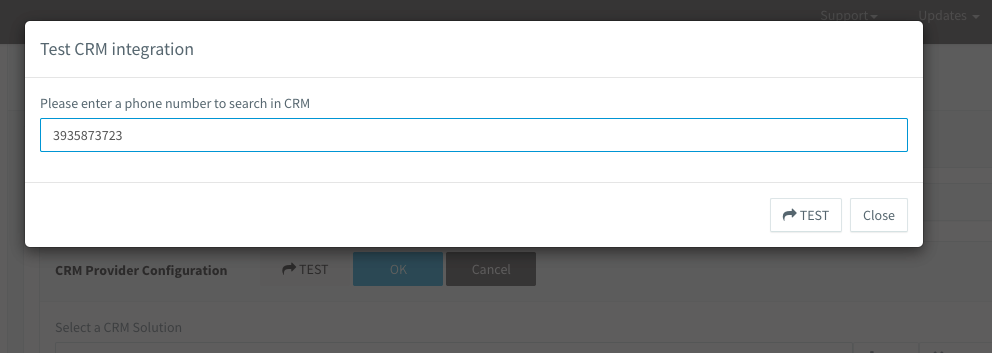 Support
Updates
Test CRM integration
Please enter a phone number to search in CRM
3935873723
TEST
Close
CRM Provider Configuration
TEST
OK
Cancel
Select a CRM Solution